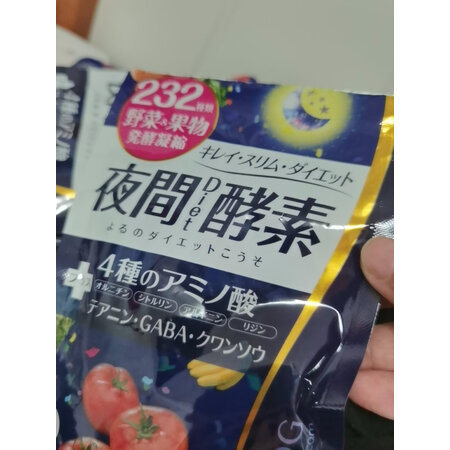 232種類
野菜&果物
発酵凝縮
キレイ・スリム・ダイエット
夜間Diet酵素
よるのダイエットこうそ
4種のアミノ酸
オルニチン シトルリン アルギニン リジン
テアニン・GABA・クワンソウ